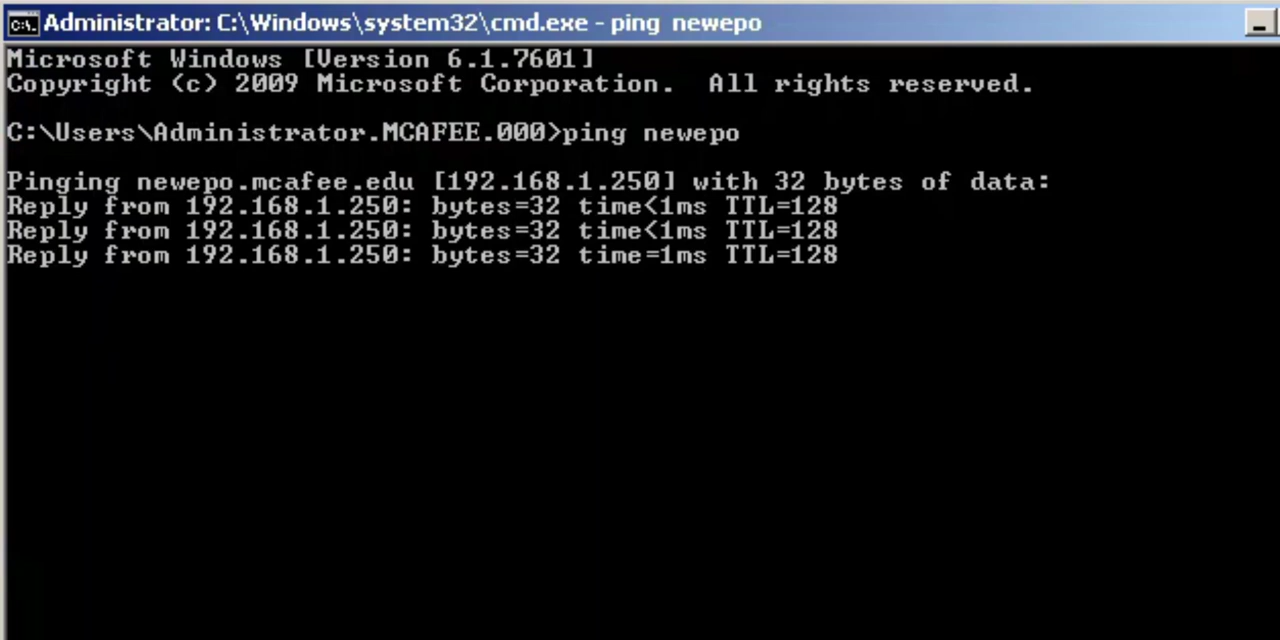 Administrator: C:\Windows\system32\cmd.exe - ping newepo
Microsoft Windows [Version 6.1.7601]
Copyright (c) 2009 Microsoft Corporation.  All rights reserved.
C:\Users\Administrator.MCAFEE.000>ping newepo
Pinging newepo.mcafee.edu [192.168.1.250] with 32 bytes of data:
Reply from 192.168.1.250: bytes=32 time<1ms TTL=128
Reply from 192.168.1.250: bytes=32 time<1ms TTL=128
Reply from 192.168.1.250: bytes=32 time=1ms TTL=128